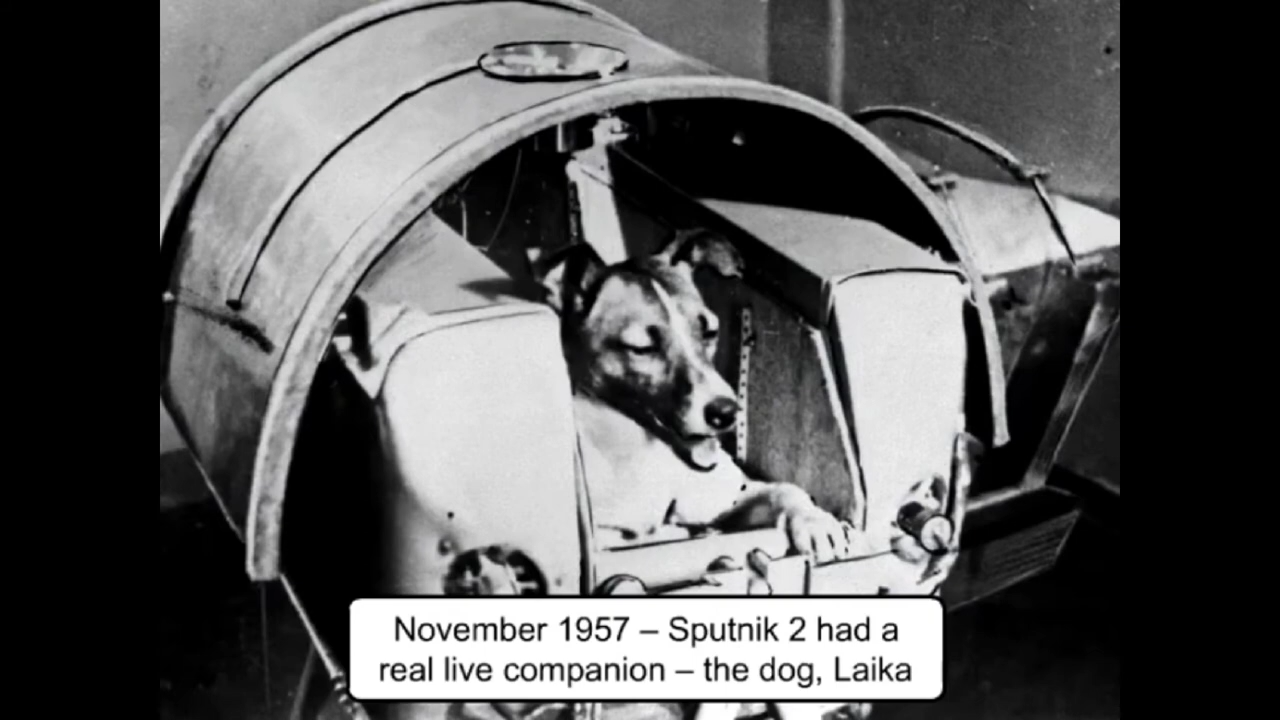 November 1957 – Sputnik 2 had a
real live companion – the dog, Laika